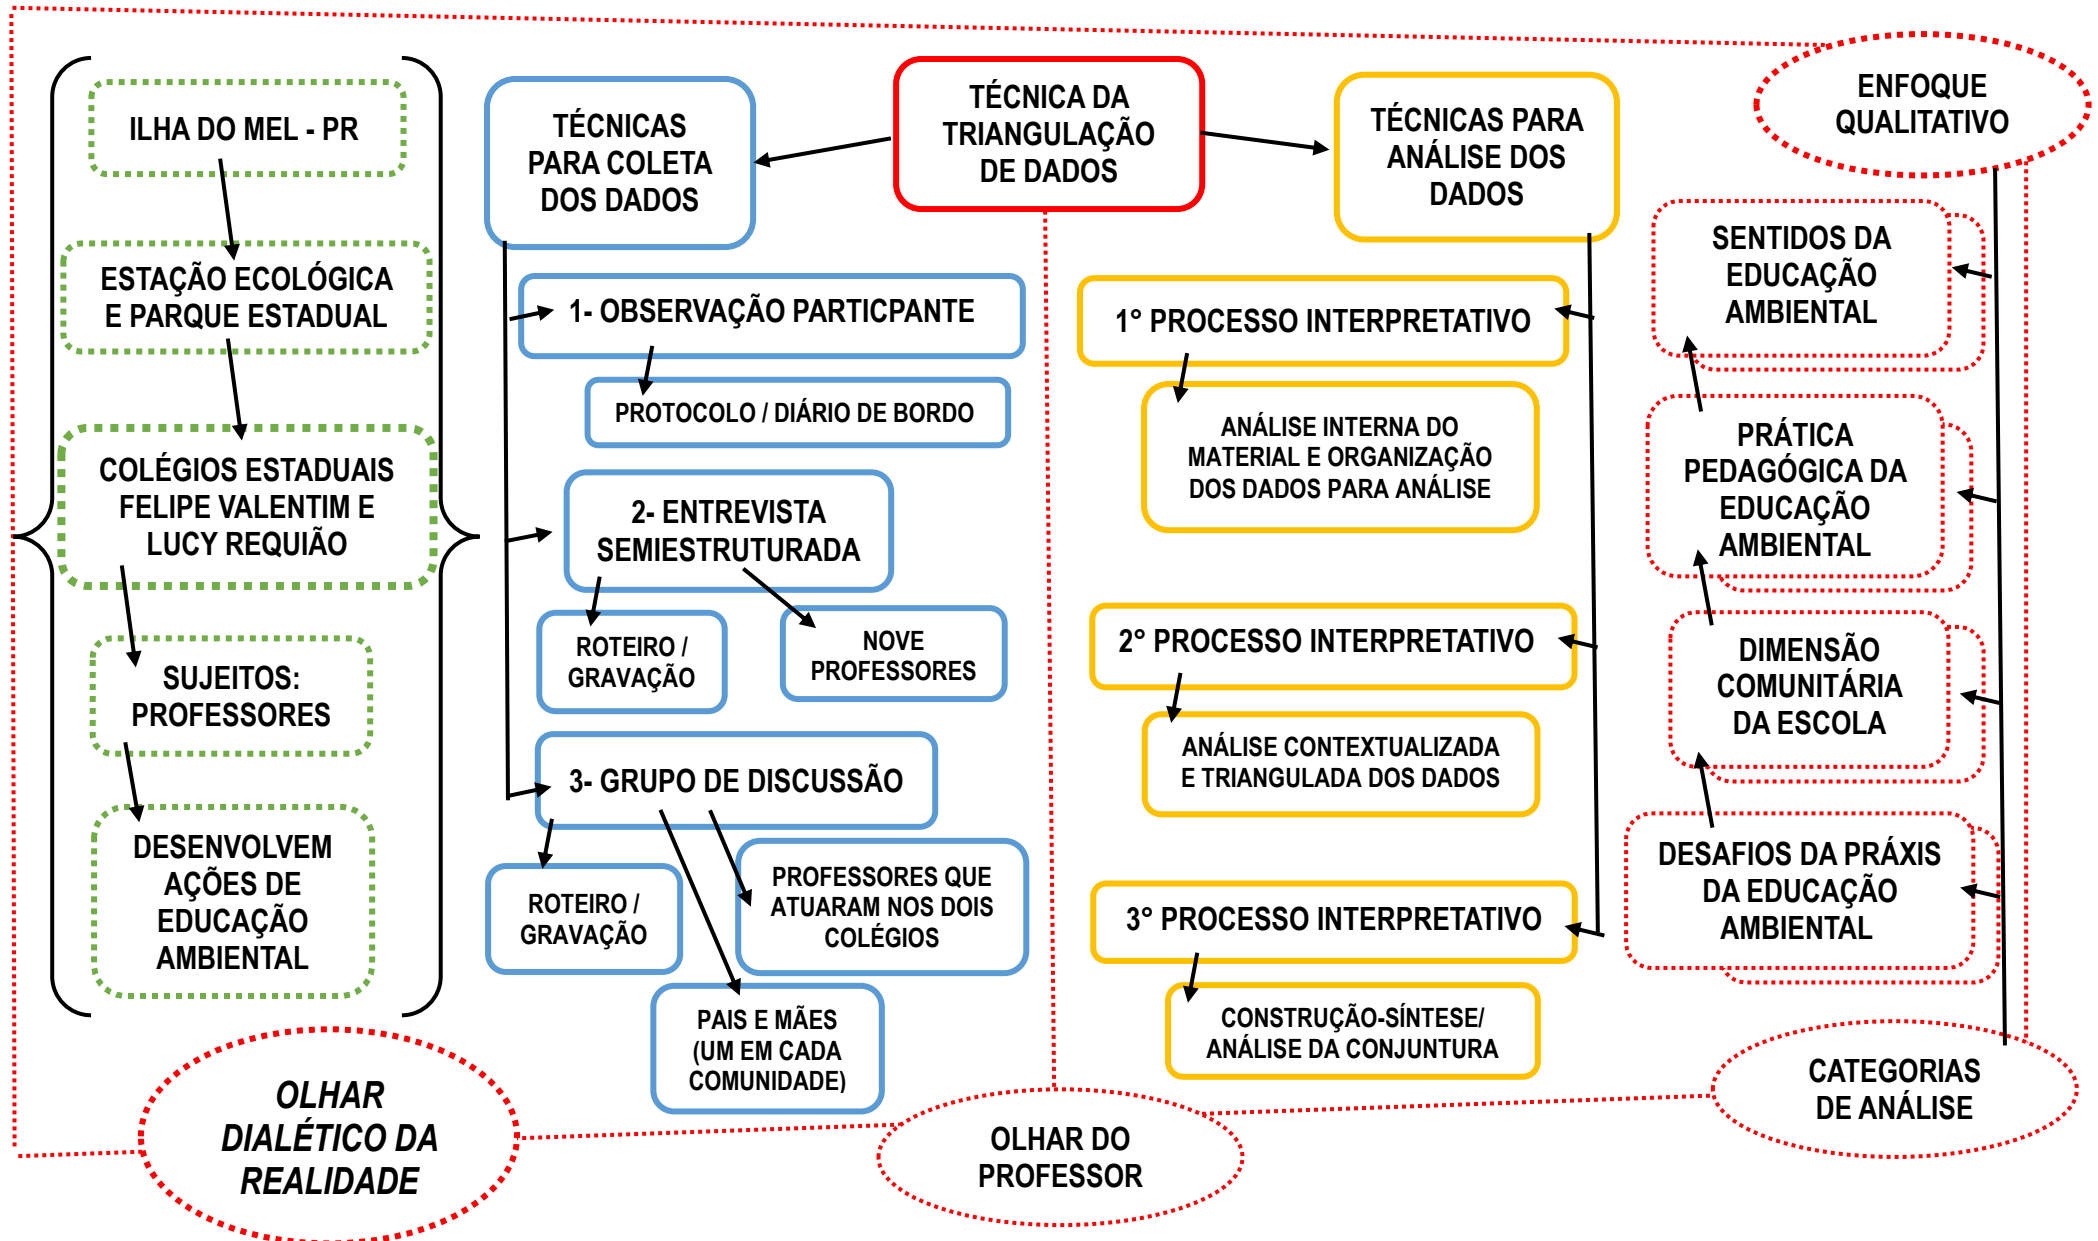 ILHA DO MEL - PR
ESTAÇÃO ECOLÓGICA
E PARQUE ESTADUAL
COLÉGIOS ESTADUAIS
FELIPE VALENTIM E
LUCY REQUIÃO
SUJEITOS:
PROFESSORES
DESENVOLVEM
AÇÕES DE
EDUCAÇÃO
AMBIENTAL
OLHAR
DIALÉTICO DA
REALIDADE
TÉCNICAS
PARA COLETA
DOS DADOS
1- OBSERVAÇÃO PARTICPANTE
PROTOCOLO / DIÁRIO DE BORDO
2- ENTREVISTA
SEMIESTRUTURADA
ROTEIRO /
GRAVAÇÃO
NOVE
PROFESSORES
3- GRUPO DE DISCUSSÃO
ROTEIRO /
GRAVAÇÃO
PROFESSORES QUE
ATUARAM NOS DOIS
COLÉGIOS
PAIS E MÃES
(UM EM CADA
COMUNIDADE)
TÉCNICA DA
TRIANGULAÇÃO
DE DADOS
OLHAR DO
PROFESSOR
TÉCNICAS PARA
ANÁLISE DOS
DADOS
1° PROCESSO INTERPRETATIVO
ANÁLISE INTERNA DO
MATERIAL E ORGANIZAÇÃO
DOS DADOS PARA ANÁLISE
2° PROCESSO INTERPRETATIVO
ANÁLISE CONTEXTUALIZADA
E TRIANGULADA DOS DADOS
3° PROCESSO INTERPRETATIVO
CONSTRUÇÃO-SÍNTESE/
ANÁLISE DA CONJUNTURA
ENFOQUE
QUALITATIVO
SENTIDOS DA
EDUCAÇÃO
AMBIENTAL
PRÁTICA
PEDAGÓGICA DA
EDUCAÇÃO
AMBIENTAL
DIMENSÃO
COMUNITÁRIA
DA ESCOLA
DESAFIOS DA PRÁXIS
DA EDUCAÇÃO
AMBIENTAL
CATEGORIAS
DE ANÁLISE